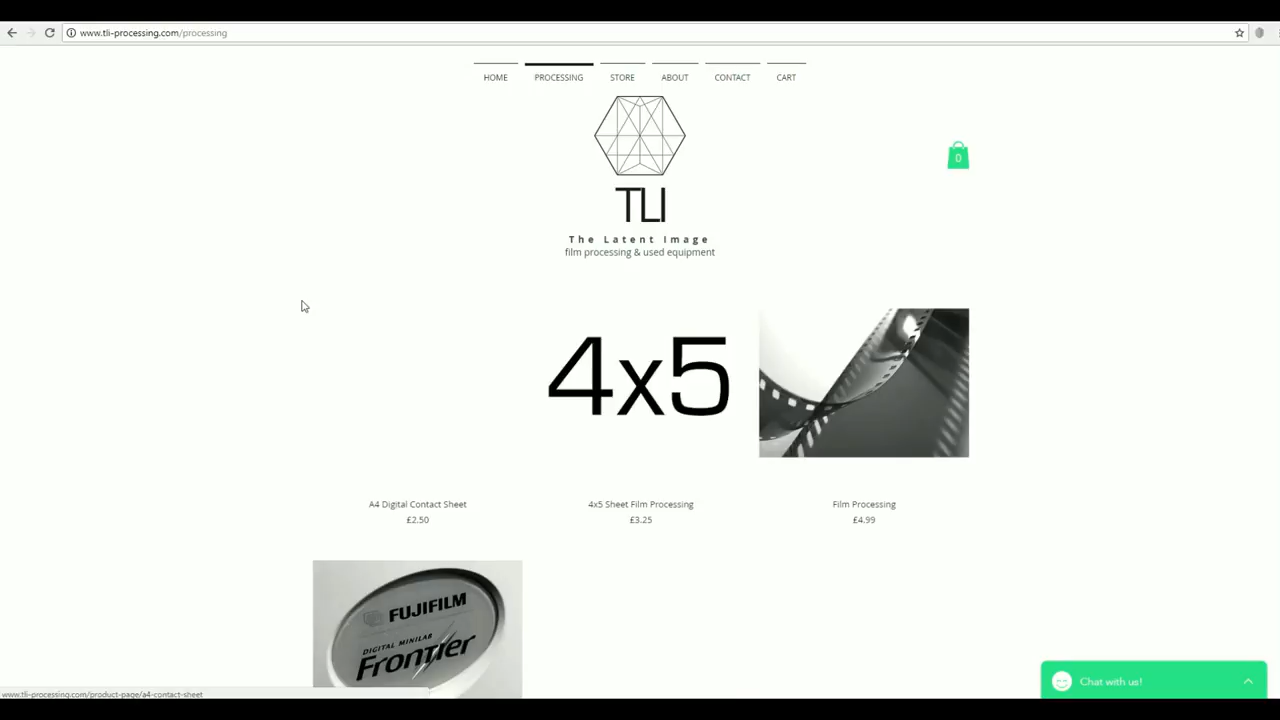 www.tli-processing.com/processing
HOME PROCESSING STORE ABOUT CONTACT CART
0
TLI
The Latent Image
film processing & used equipment
4x5
A4 Digital Contact Sheet
£2.50
4x5 Sheet Film Processing
£3.25
Film Processing
£4.99
FUJIFILM
DIGITAL MINILAB
Frontier
Chat with us!
www.tli-processing.com/product-page/a4-contact-sheet